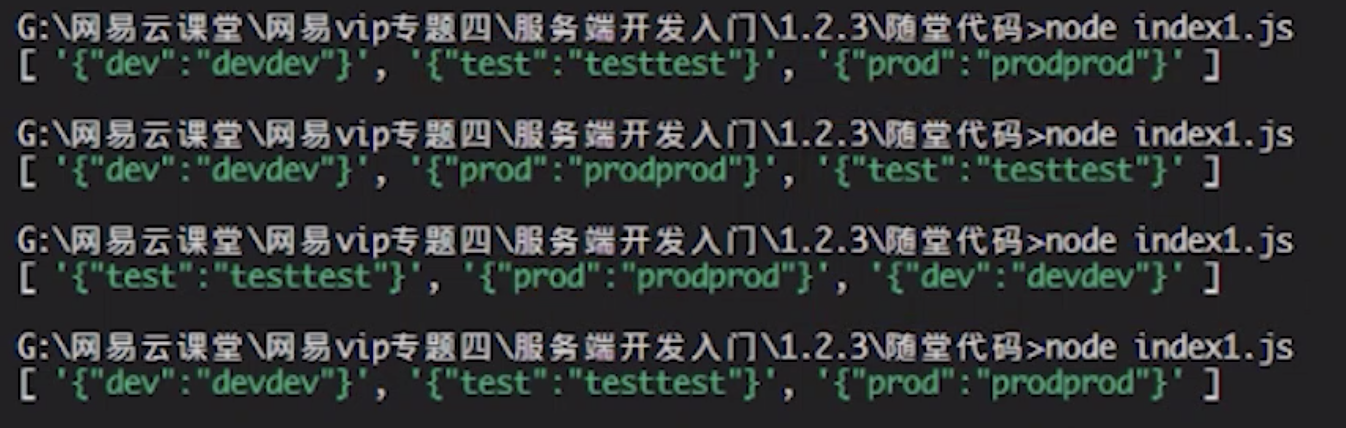 G:\网易云课堂\网易vip专题四\服务端开发入门\1.2.3\随堂代码>node index1.js
[ '{"dev":"devdev"}', '{"test":"testtest"}', '{"prod":"prodprod"}' ]
G:\网易云课堂\网易vip专题四\服务端开发入门\1.2.3\随堂代码>node index1.js
[ '{"dev":"devdev"}', '{"prod":"prodprod"}', '{"test":"testtest"}' ]
G:\网易云课堂\网易vip专题四\服务端开发入门\1.2.3\随堂代码>node index1.js
[ '{"test":"testtest"}', '{"prod":"prodprod"}', '{"dev":"devdev"}' ]
G:\网易云课堂\网易vip专题四\服务端开发入门\1.2.3\随堂代码>node index1.js
[ '{"dev":"devdev"}', '{"test":"testtest"}', '{"prod":"prodprod"}' ]